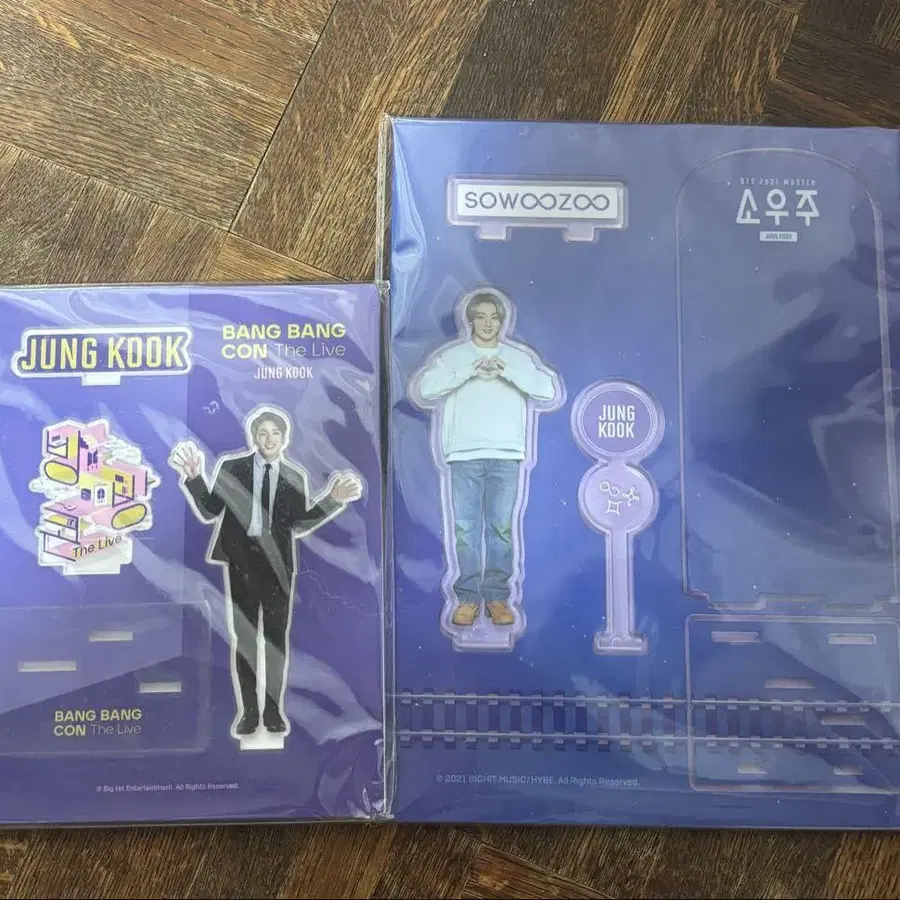 JUNG KOOK
BANG BANG
CON The Live
JUNG KOOK
The Live
BANG BANG
CON The Live
© Big Hit Entertainment. All Rights Reserved.
SOWOOZOO
BTS 2021 MUSTER
소우주
JUNG KOOK
JUNG
KOOK
© 2021 BIGHIT MUSIC/HYBE. All Rights Reserved.